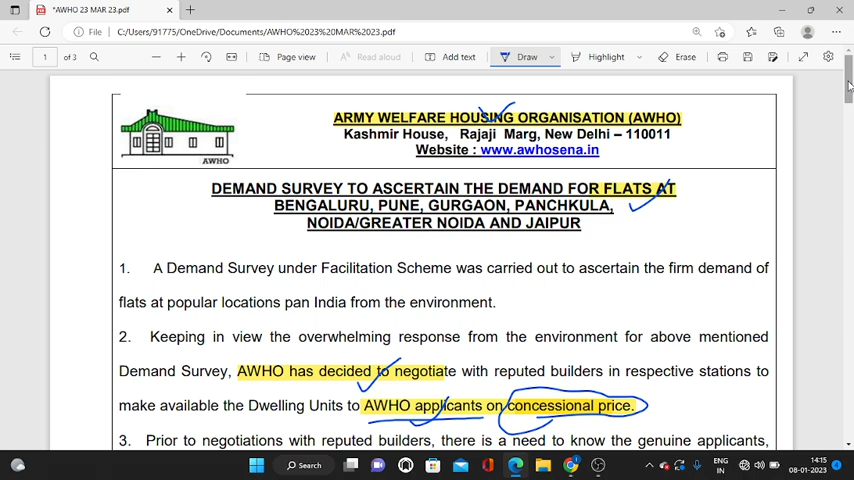 *AWHO 23 MAR 23.pdf
File C:/Users/91775/OneDrive/Documents/AWHO%2023%20MAR%2023.pdf
1 of 3 Page view Read aloud Add text Draw Highlight Erase
ARMY WELFARE HOUSING ORGANISATION (AWHO)
Kashmir House, Rajaji Marg, New Delhi – 110011
Website : www.awhosena.in
AWHO
DEMAND SURVEY TO ASCERTAIN THE DEMAND FOR FLATS AT
BENGALURU, PUNE, GURGAON, PANCHKULA,
NOIDA/GREATER NOIDA AND JAIPUR
1. A Demand Survey under Facilitation Scheme was carried out to ascertain the firm demand of
flats at popular locations pan India from the environment.
2. Keeping in view the overwhelming response from the environment for above mentioned
Demand Survey, AWHO has decided to negotiate with reputed builders in respective stations to
make available the Dwelling Units to AWHO applicants on concessional price.
3. Prior to negotiations with reputed builders, there is a need to know the genuine applicants,
Search
ENG
IN
14:15
08-01-2023
4